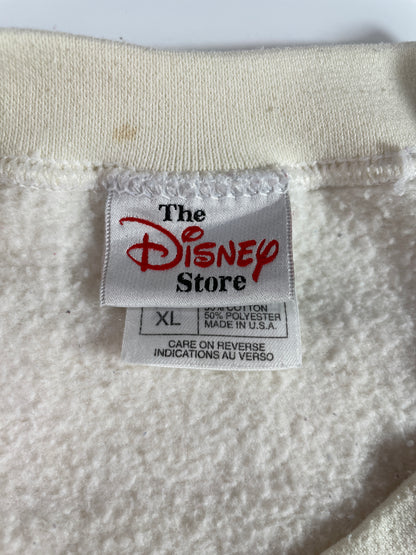 The
Disney
Store
XL
50% COTTON
50% POLYESTER
MADE IN U.S.A.
CARE ON REVERSE
INDICATIONS AU VERSO